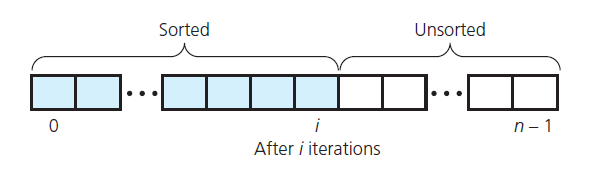 Sorted Unsorted
0 i n – 1
After i iterations